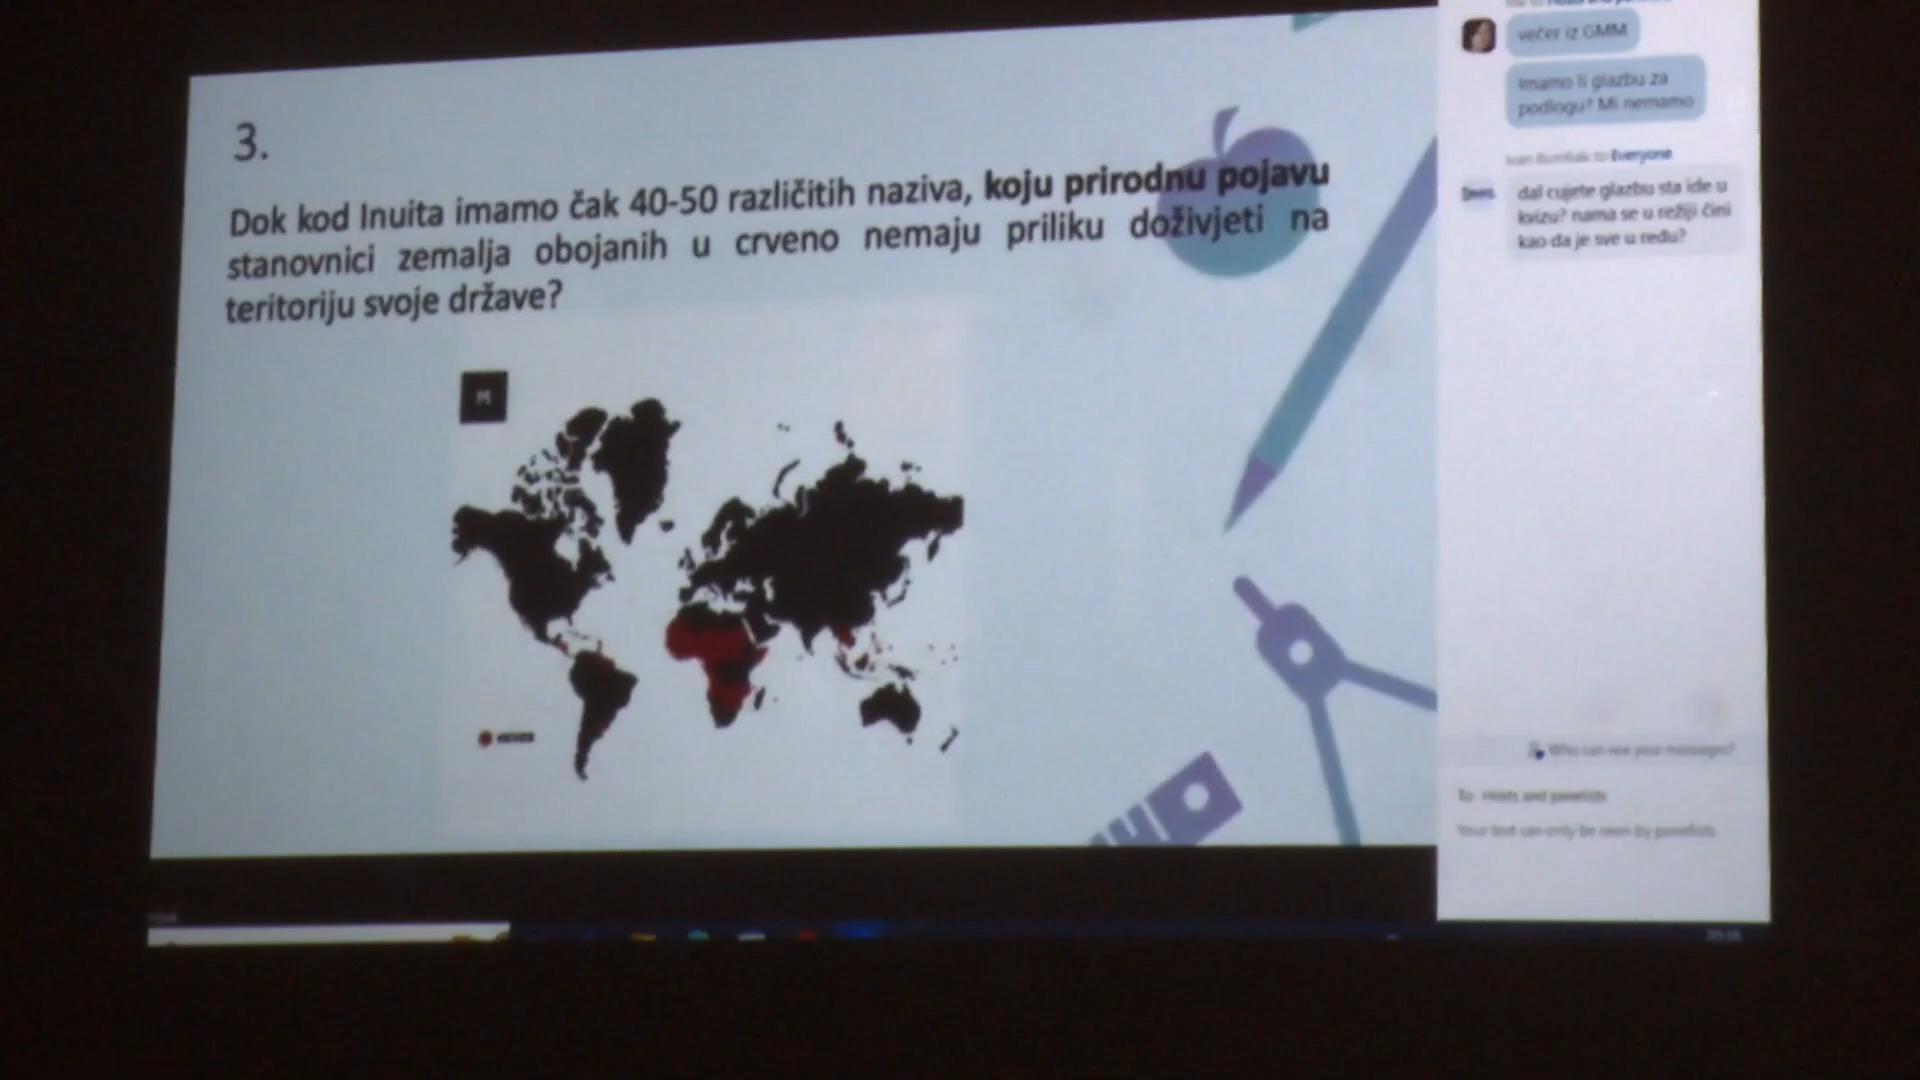 3.
Dok kod Inuita imamo čak 40-50 različitih naziva, koju prirodnu pojavu
stanovnici zemalja obojanih u crveno nemaju priliku doživjeti na
teritoriju svoje države?
M
večer iz GMM
Imamo li glazbu za
podlogu? Mi nemamo
to Everyone
dal cujete glazbu sta ide u
kvizu? nama se u režiji čini
kao da je sve u redu?
Who can see your messages?
To: Hosts and panelists
Your text can only be seen by panelists